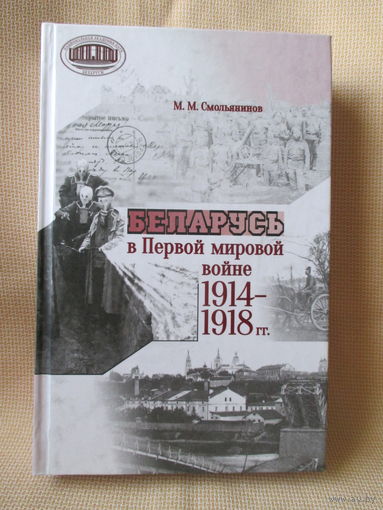 М. М. Смольянинов
БЕЛАРУСЬ
в Первой мировой
войне
1914–
1918 гг.